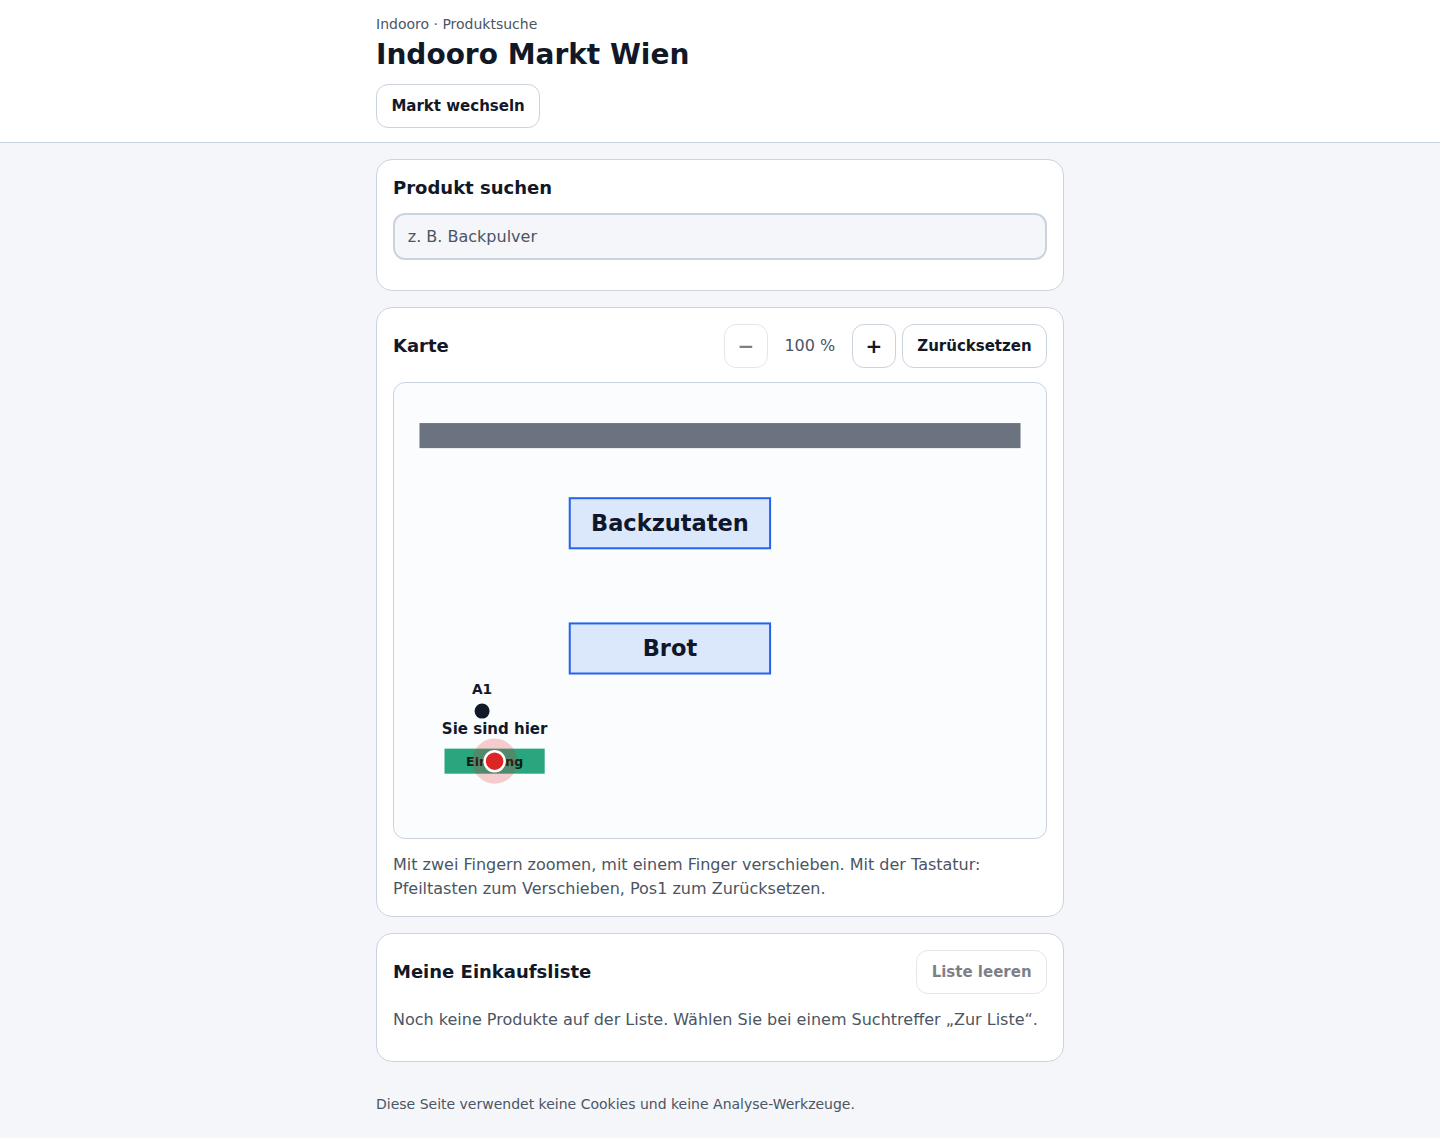 Indooro · Produktsuche
Indooro Markt Wien
Markt wechseln
Produkt suchen
z. B. Backpulver
Karte
−
100 %
+
Zurücksetzen
Backzutaten
Brot
A1
Sie sind hier
Mit zwei Fingern zoomen, mit einem Finger verschieben. Mit der Tastatur:
Pfeiltasten zum Verschieben, Pos1 zum Zurücksetzen.
Meine Einkaufsliste
Liste leeren
Noch keine Produkte auf der Liste. Wählen Sie bei einem Suchtreffer „Zur Liste“.
Diese Seite verwendet keine Cookies und keine Analyse-Werkzeuge.